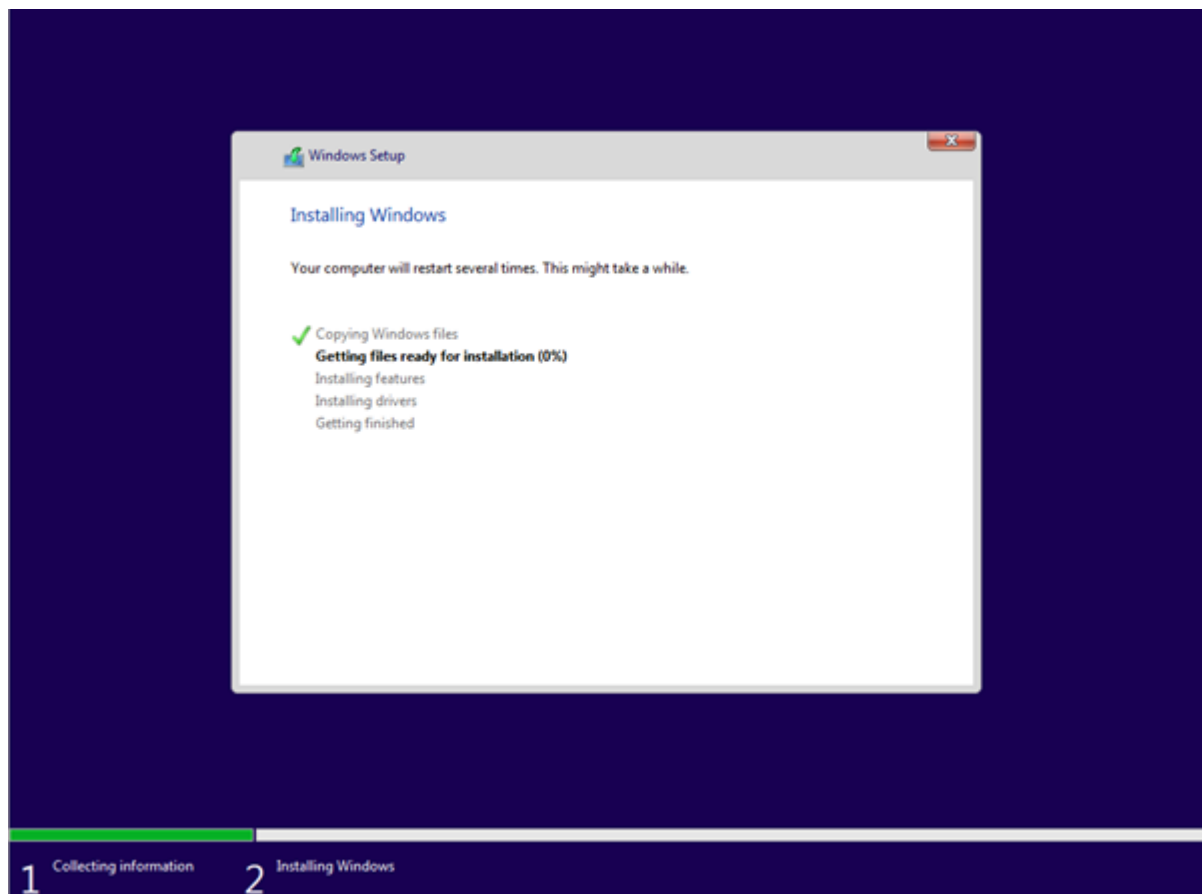 Windows Setup
Installing Windows
Your computer will restart several times. This might take a while.
Copying Windows files
Getting files ready for installation (0%)
Installing features
Installing drivers
Getting finished
1 Collecting information
2 Installing Windows